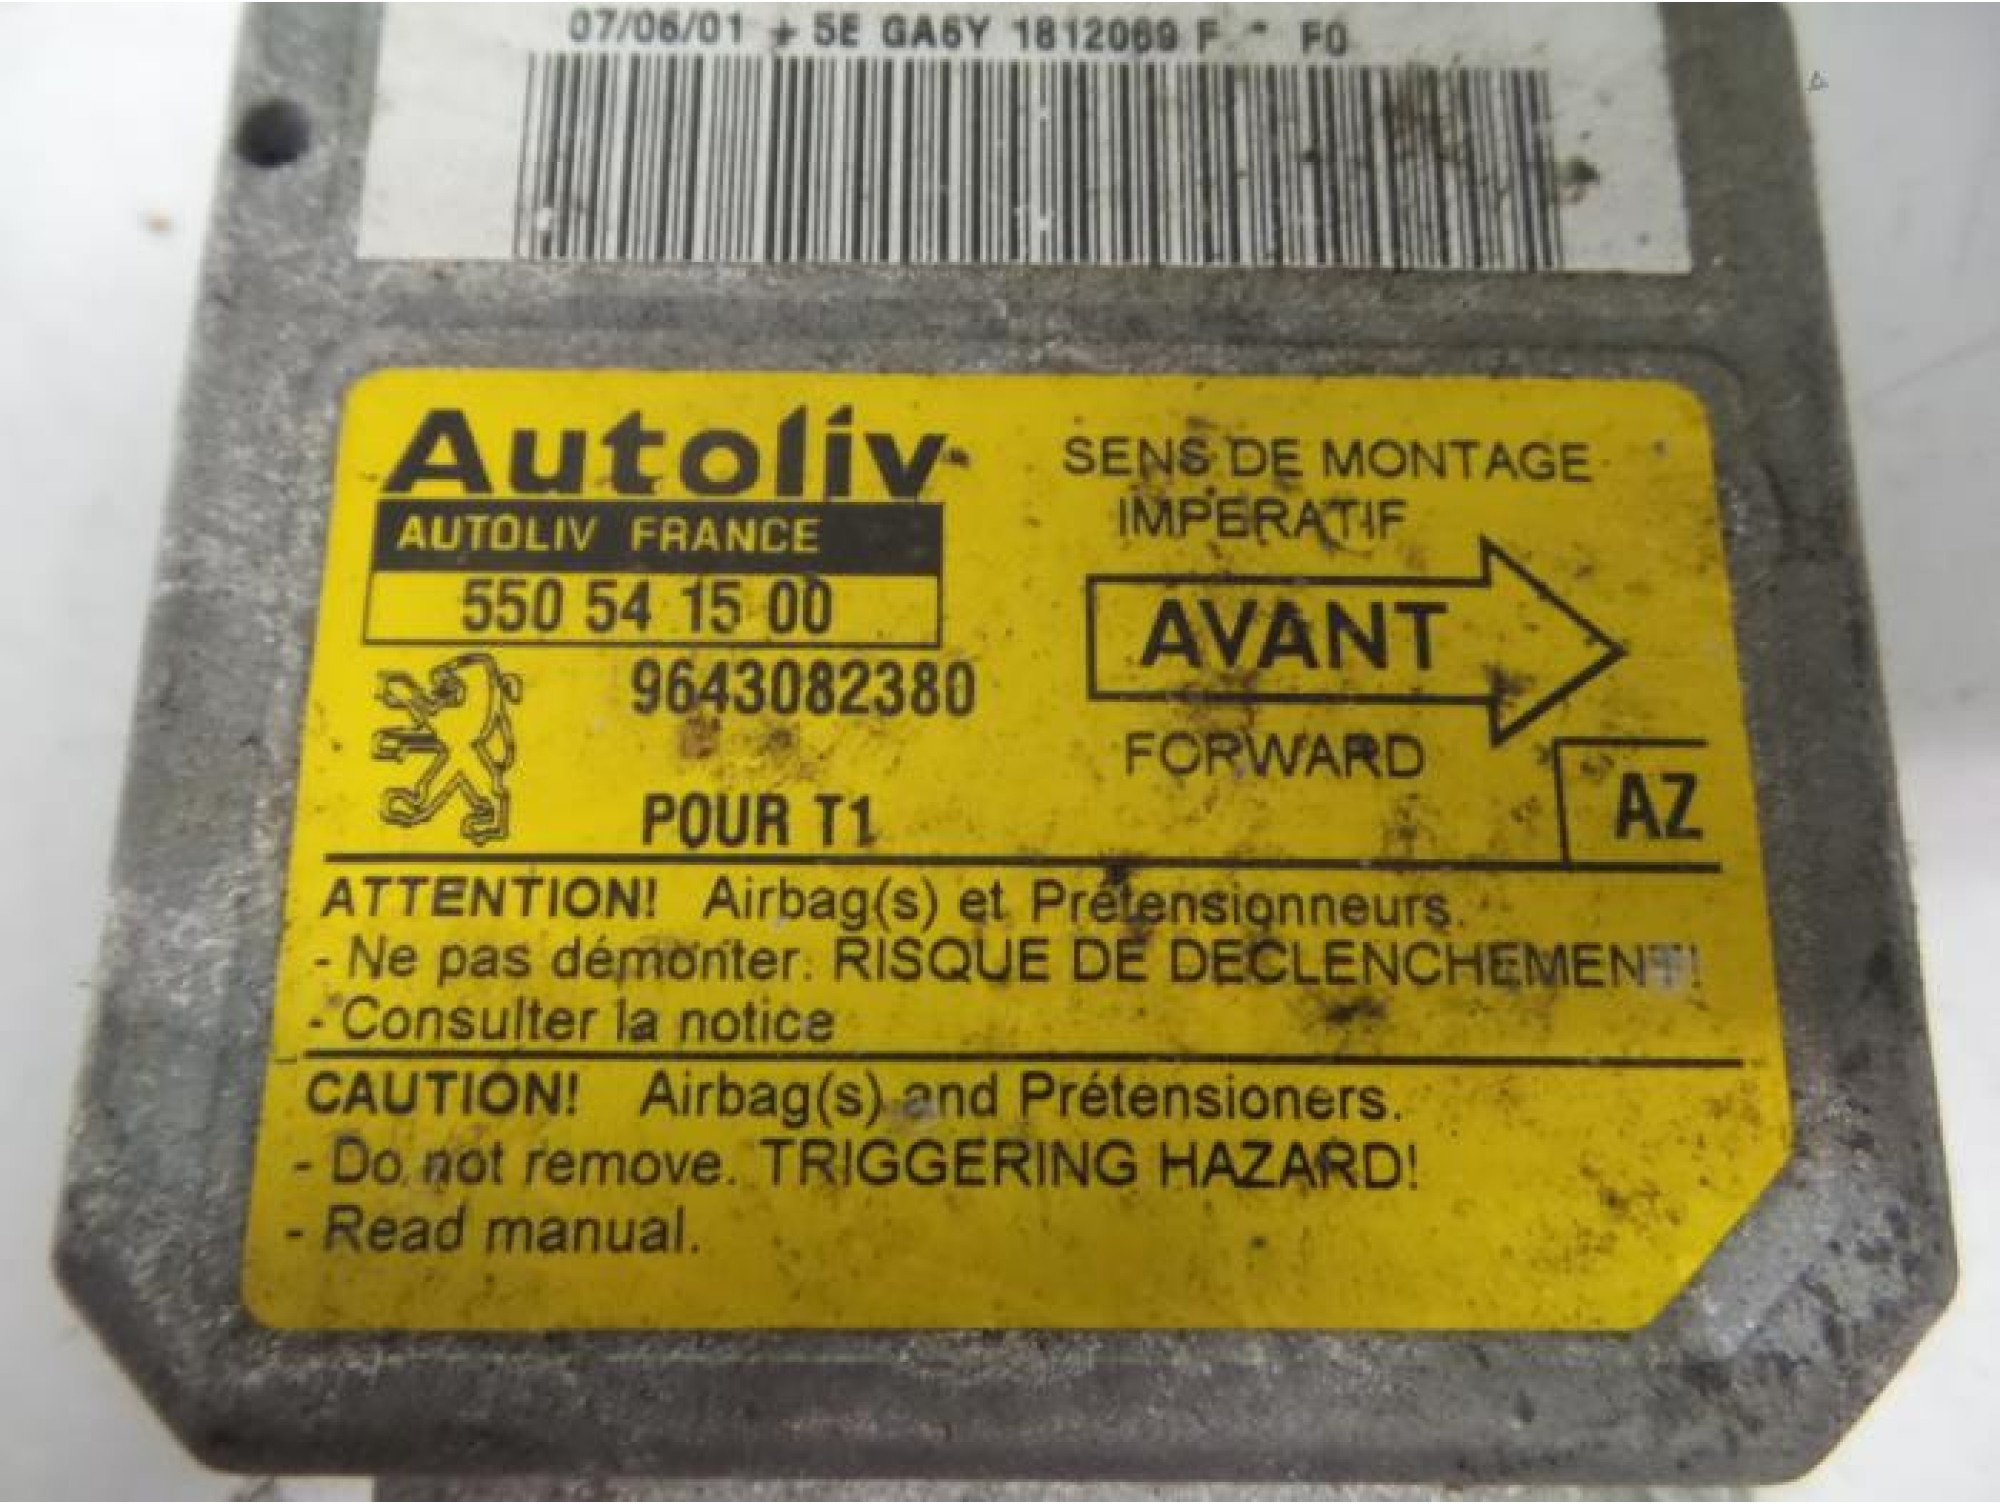 07/06/01 + 5E GA6Y 1812069 F - F0
Autoliv
AUTOLIV FRANCE
550 54 15 00
9643082380
POUR T1
SENS DE MONTAGE
IMPERATIF
AVANT
FORWARD
AZ
ATTENTION! Airbag(s) et Prétensionneurs.
- Ne pas démonter. RISQUE DE DECLENCHEMENT!
- Consulter la notice
CAUTION! Airbag(s) and Prétensioners.
- Do not remove. TRIGGERING HAZARD!
- Read manual.